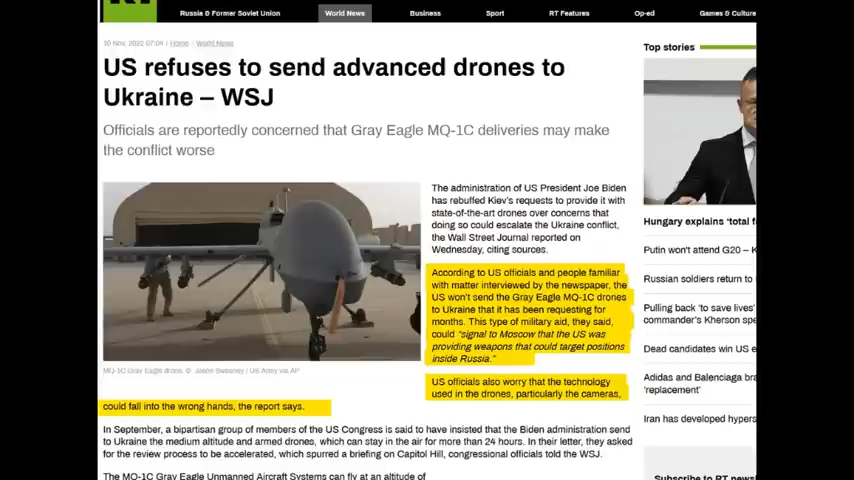 RT
Russia & Former Soviet Union
World News
Business
Sport
RT Features
Op-ed
Games & Culture
10 Nov, 2022 07:04 / Home / World News
US refuses to send advanced drones to
Ukraine – WSJ
Officials are reportedly concerned that Gray Eagle MQ-1C deliveries may make
the conflict worse
MQ-1C Gray Eagle drone. © Jason Sweeney / US Army via AP
The administration of US President Joe Biden
has rebuffed Kiev's requests to provide it with
state-of-the-art drones over concerns that
doing so could escalate the Ukraine conflict,
the Wall Street Journal reported on
Wednesday, citing sources.
According to US officials and people familiar
with matter interviewed by the newspaper, the
US won't send the Gray Eagle MQ-1C drones
to Ukraine that it has been requesting for
months. This type of military aid, they said,
could "signal to Moscow that the US was
providing weapons that could target positions
inside Russia."
US officials also worry that the technology
used in the drones, particularly the cameras,
could fall into the wrong hands, the report says.
In September, a bipartisan group of members of the US Congress is said to have insisted that the Biden administration send
to Ukraine the medium altitude and armed drones, which can stay in the air for more than 24 hours. In their letter, they asked
for the review process to be accelerated, which spurred a briefing on Capitol Hill, congressional officials told the WSJ.
The MQ-1C Gray Eagle Unmanned Aircraft Systems can fly at an altitude of
Top stories
Hungary explains 'total f
Putin won't attend G20 – K
Russian soldiers return to
Pulling back 'to save lives'
commander's Kherson spe
Dead candidates win US e
Adidas and Balenciaga bra
'replacement'
Iran has developed hypers
Subscribe to RT news